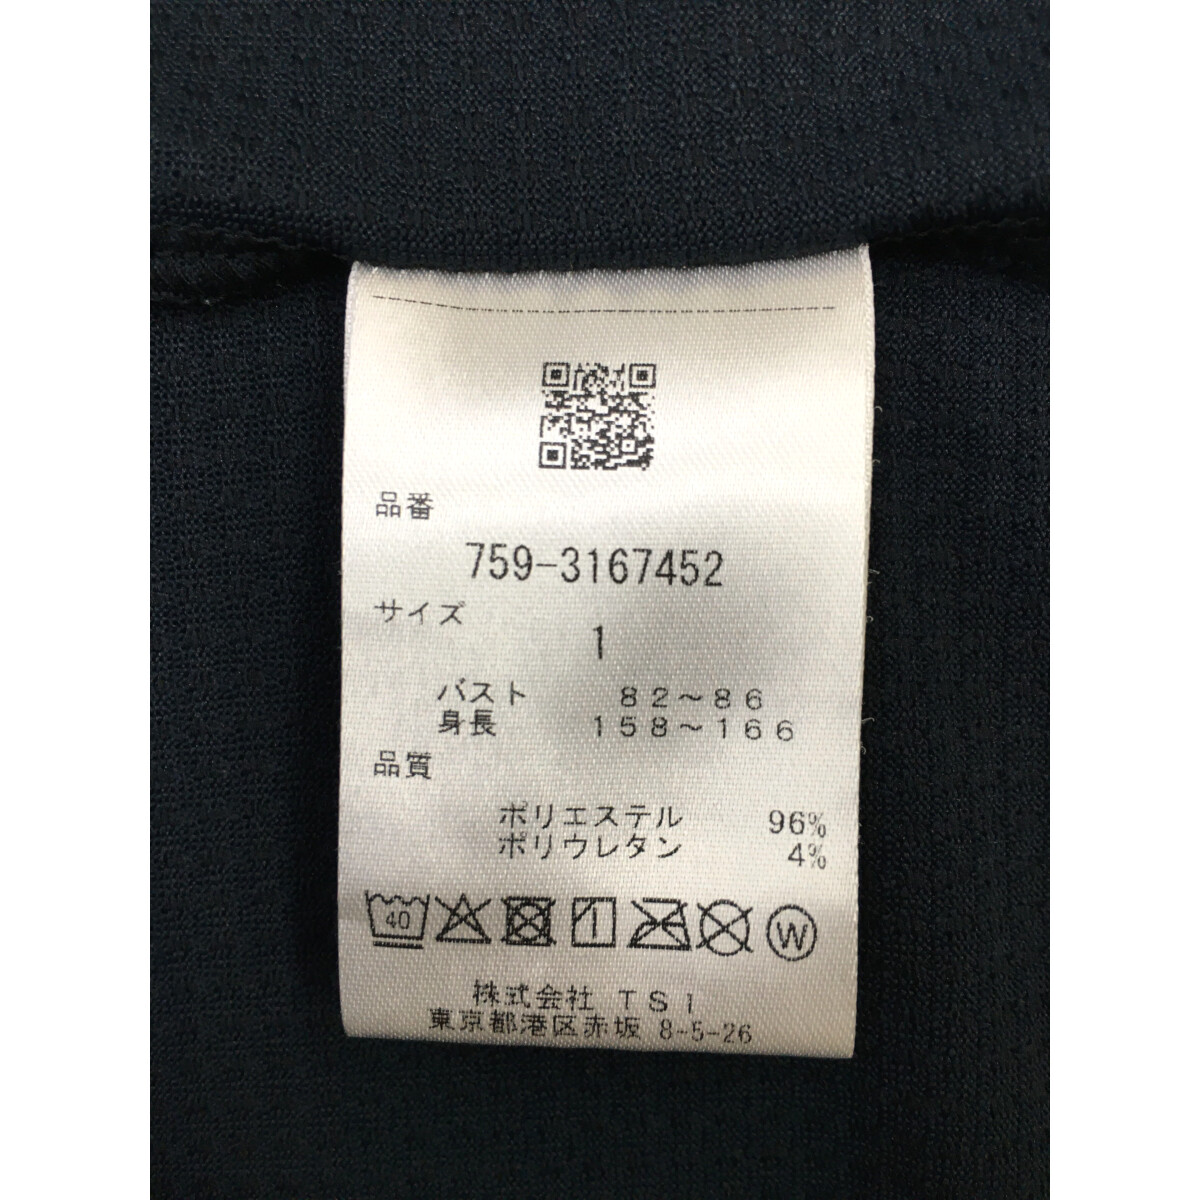 品番
759-3167452
サイズ
1
バスト 82～86
身長 158～166
品質
ポリエステル 96%
ポリウレタン 4%
40 W
株式会社 TSI
東京都港区赤坂 8-5-26